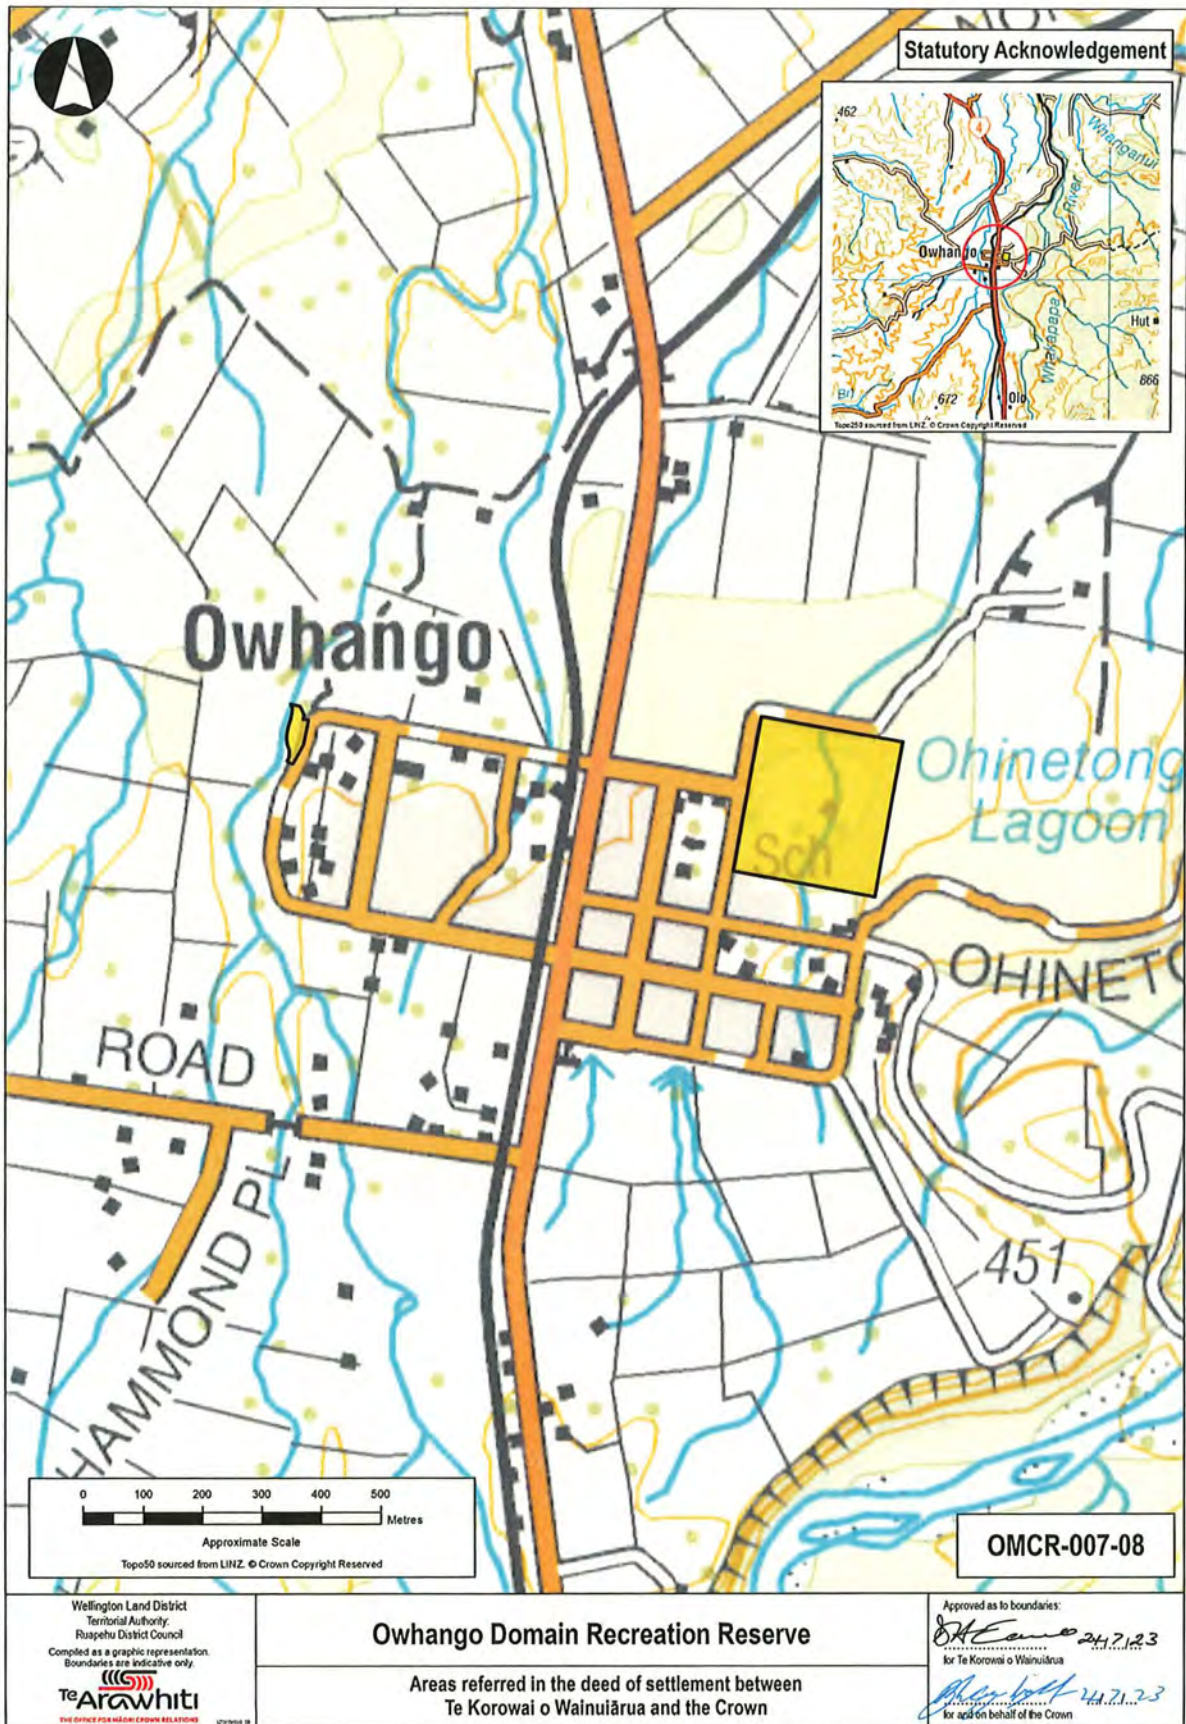 Statutory Acknowledgement
462
4
Whanganui
River
Owhango
Whakapapa
Hut
866
672
Oio
Topo250 sourced from LINZ. © Crown Copyright Reserved
Owhango
Ohinetong
Lagoon
Sch
OHINETO
ROAD
HAMMOND PL
451
0 100 200 300 400 500
Metres
Approximate Scale
Topo50 sourced from LINZ. © Crown Copyright Reserved
OMCR-007-08
Wellington Land District
Territorial Authority:
Ruapehu District Council
Compiled as a graphic representation.
Boundaries are indicative only.
Te Arawhiti
THE OFFICE FOR MĀORI CROWN RELATIONS
Owhango Domain Recreation Reserve
Areas referred in the deed of settlement between
Te Korowai o Wainuiārua and the Crown
Approved as to boundaries:
24.7.23
for Te Korowai o Wainuiārua
24.7.23
for and on behalf of the Crown